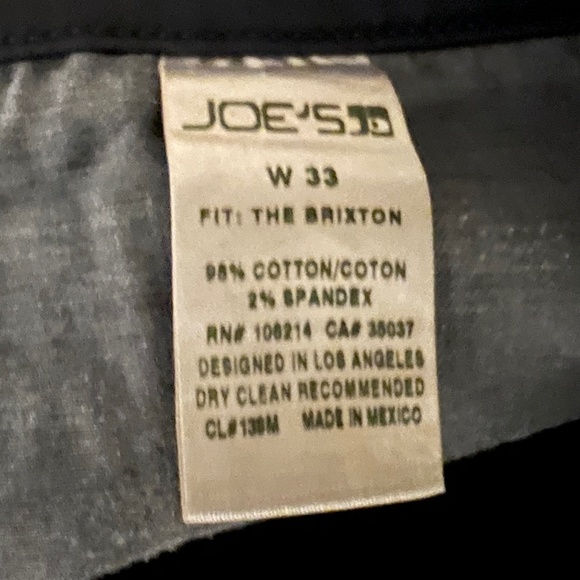 JOE'S
W 33
FIT: THE BRIXTON
98% COTTON/COTON
2% SPANDEX
RN# 106214 CA# 35037
DESIGNED IN LOS ANGELES
DRY CLEAN RECOMMENDED
CL#138M MADE IN MEXICO